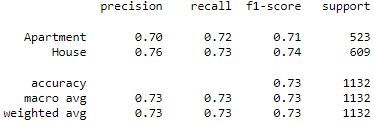 precision recall f1-score support
Apartment 0.70 0.72 0.71 523
House 0.76 0.73 0.74 609
accuracy 0.73 1132
macro avg 0.73 0.73 0.73 1132
weighted avg 0.73 0.73 0.73 1132